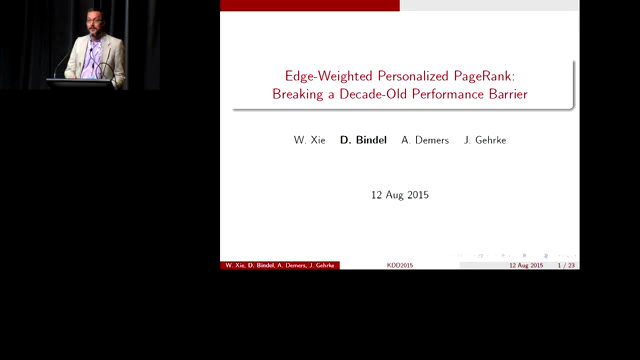 Edge-Weighted Personalized PageRank:
Breaking a Decade-Old Performance Barrier
W. Xie D. Bindel A. Demers J. Gehrke
12 Aug 2015
W. Xie, D. Bindel, A. Demers, J. Gehrke KDD2015 12 Aug 2015 1 / 23